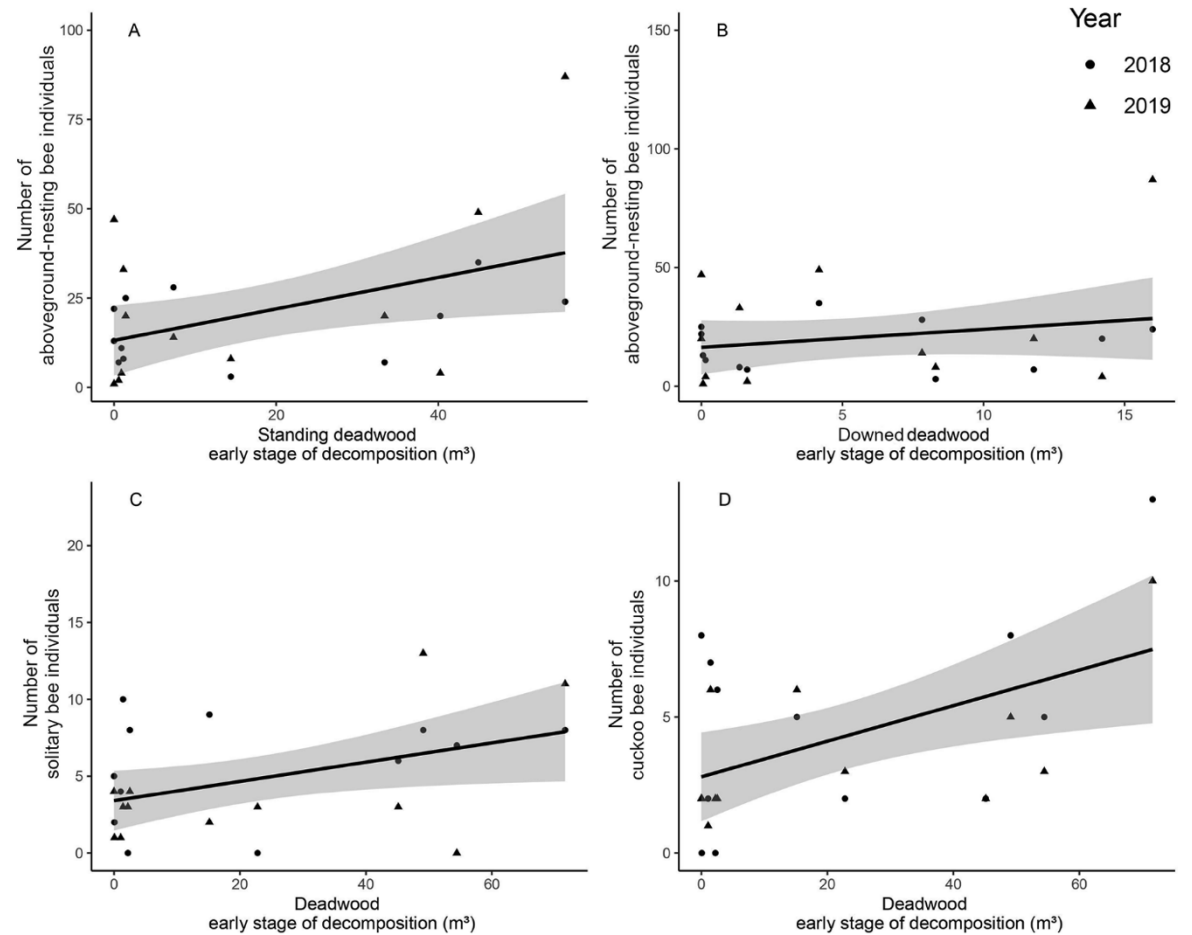 A
100
75
50
25
0
Number of
aboveground-nesting bee individuals
0 20 40
Standing deadwood
early stage of decomposition (m³)
B
150
100
50
0
Number of
aboveground-nesting bee individuals
0 5 10 15
Downed deadwood
early stage of decomposition (m³)
Year
2018
2019
C
20
15
10
5
0
Number of
solitary bee individuals
0 20 40 60
Deadwood
early stage of decomposition (m³)
D
10
5
0
Number of
cuckoo bee individuals
0 20 40 60
Deadwood
early stage of decomposition (m³)